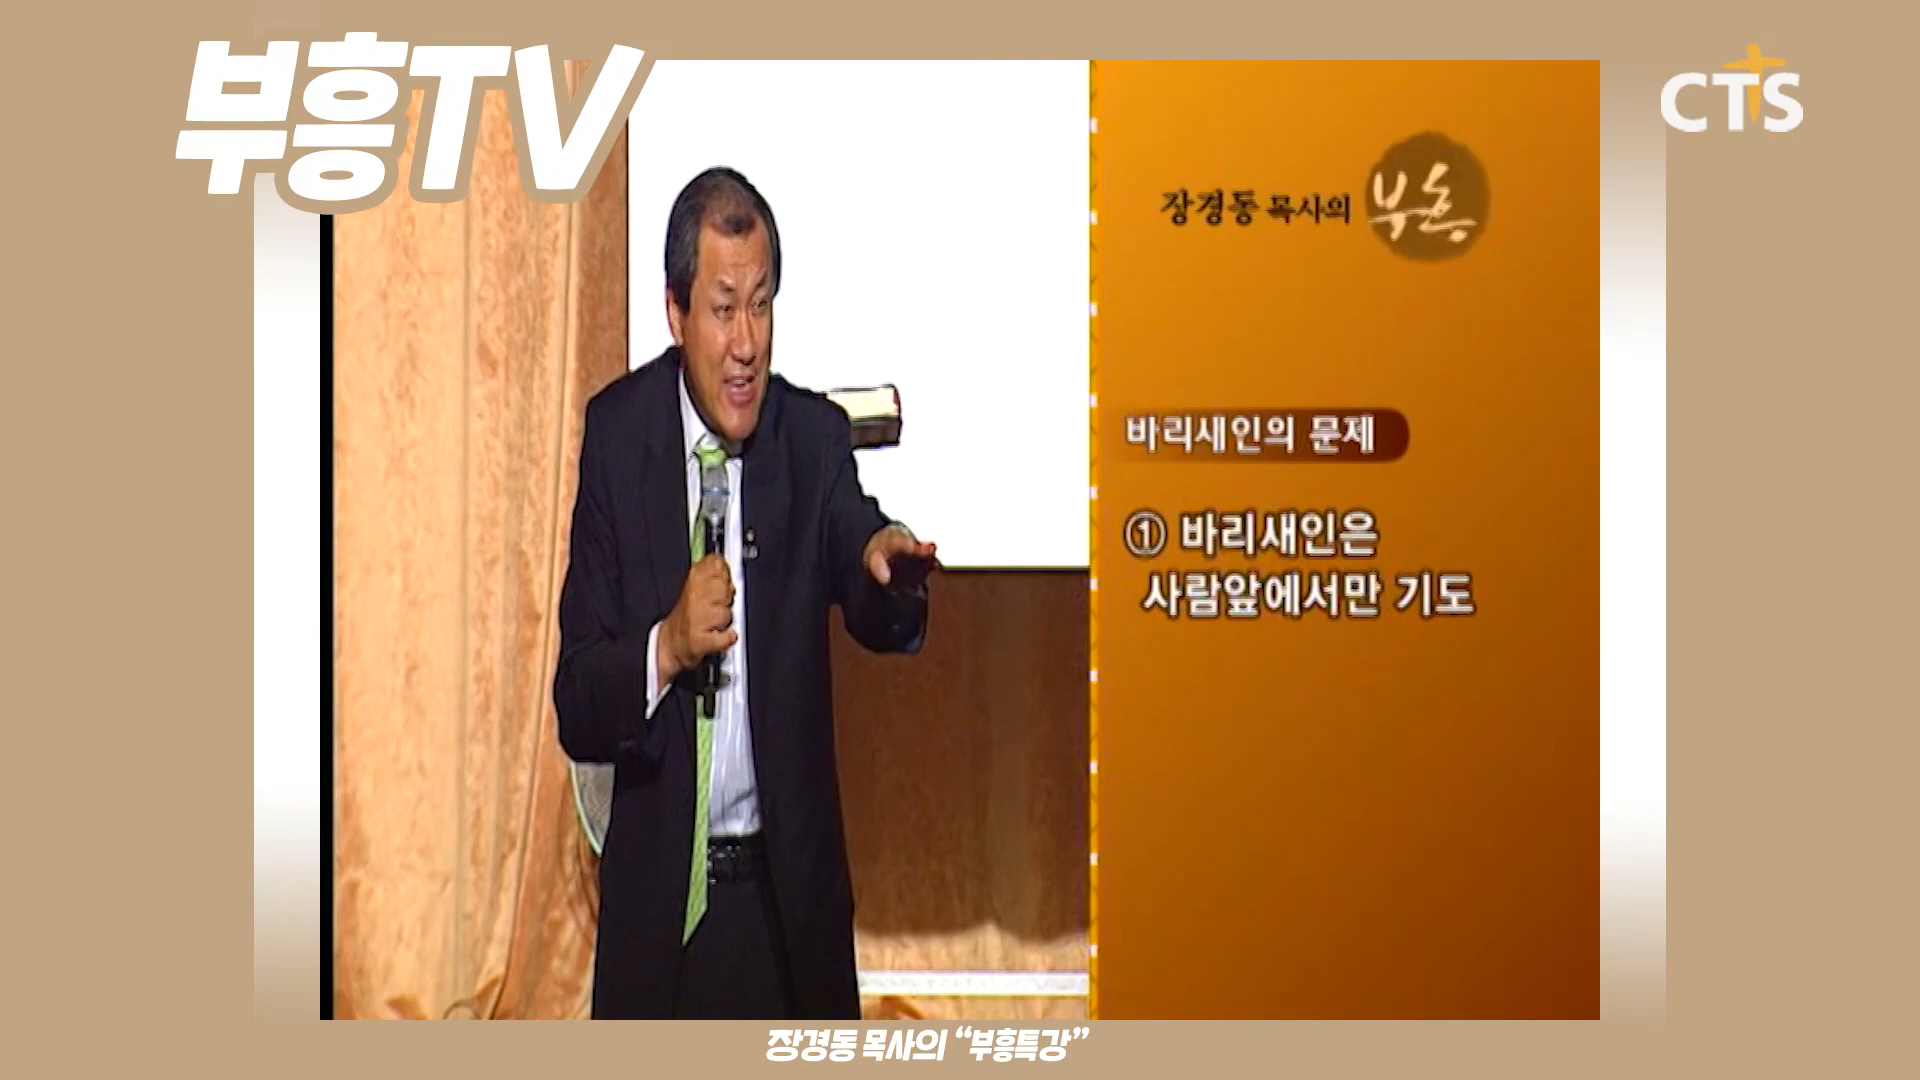 부흥TV
CTS
장경동 목사의 부흥
바리새인의 문제
① 바리새인은
사람앞에서만 기도
장경동 목사의 “부흥특강”